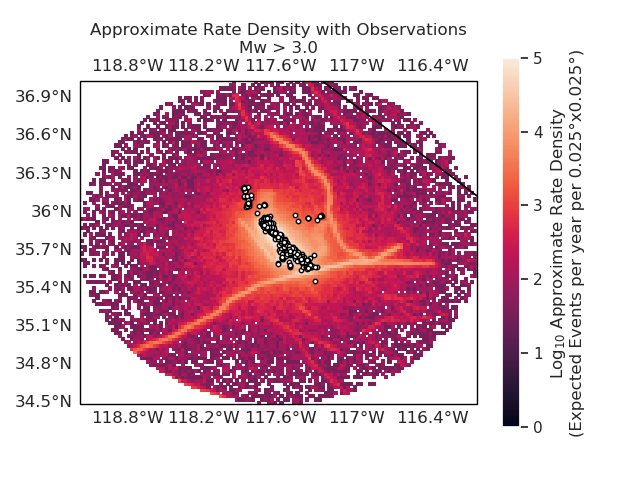 Approximate Rate Density with Observations
Mw > 3.0
118.8°W 118.2°W 117.6°W 117°W 116.4°W
36.9°N
36.6°N
36.3°N
36°N
35.7°N
35.4°N
35.1°N
34.8°N
34.5°N
118.8°W 118.2°W 117.6°W 117°W 116.4°W
5
4
3
2
1
0
Log₁₀ Approximate Rate Density
(Expected Events per year per 0.025°x0.025°)